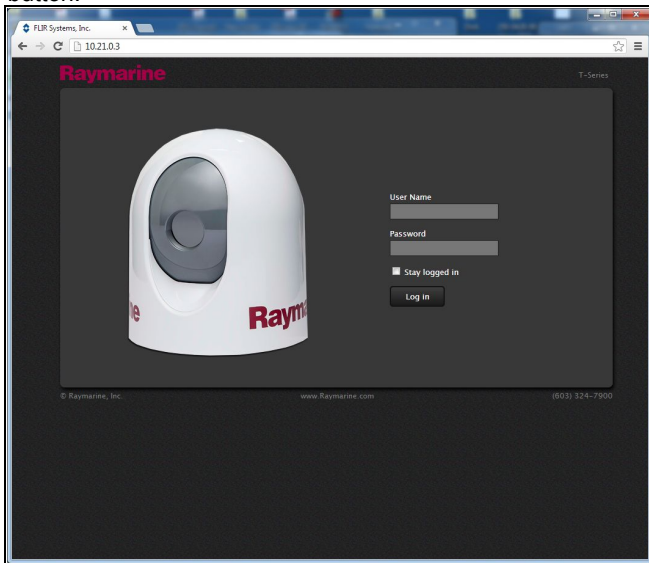 button.
FLIR Systems, Inc.
10.21.0.3
Raymarine
T-Series
User Name
Password
Stay logged in
Log in
Raym
© Raymarine, Inc.
www.Raymarine.com
(603) 324-7900